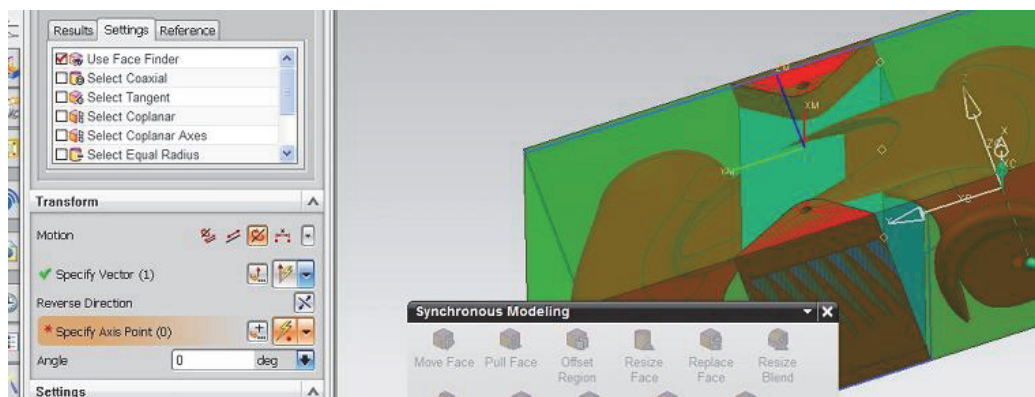 Results Settings Reference
Use Face Finder
Select Coaxial
Select Tangent
Select Coplanar
Select Coplanar Axes
Select Equal Radius
Transform
Motion
Specify Vector (1)
Reverse Direction
* Specify Axis Point (0)
Angle 0 deg
Settings
ZM
XM
YM
Z
X
XC
Y
Synchronous Modeling
Move Face Pull Face Offset Region Resize Face Replace Face Resize Blend